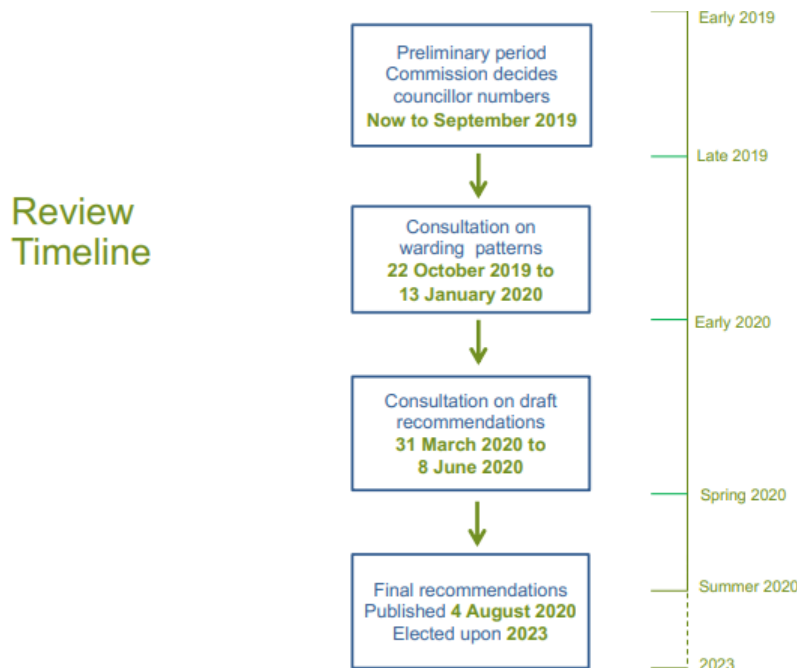 Review
Timeline
Preliminary period
Commission decides
councillor numbers
Now to September 2019
Consultation on
warding patterns
22 October 2019 to
13 January 2020
Consultation on draft
recommendations
31 March 2020 to
8 June 2020
Final recommendations
Published 4 August 2020
Elected upon 2023
Early 2019
Late 2019
Early 2020
Spring 2020
Summer 2020
2023